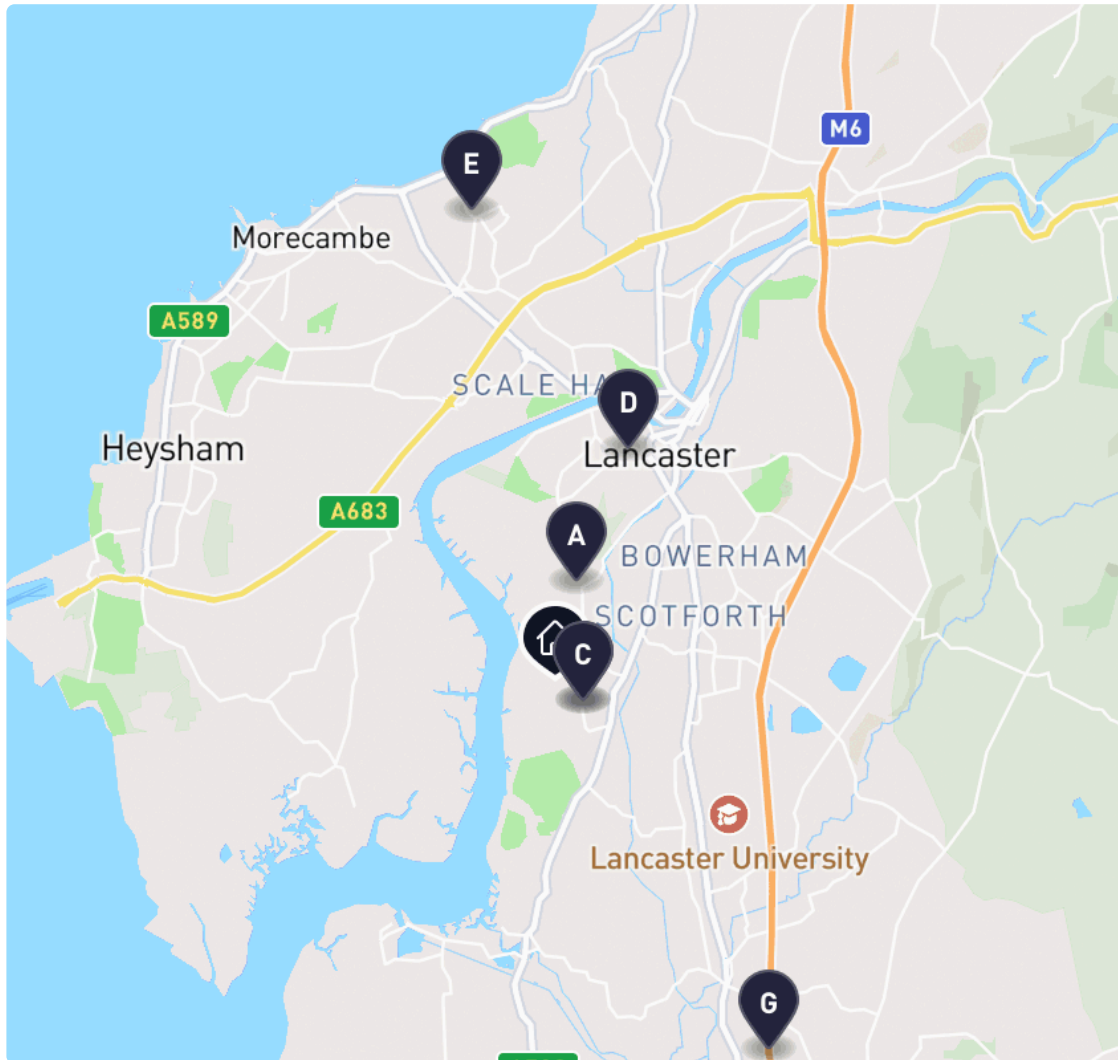 M6
E
Morecambe
A589
SCALE HA
D
Heysham
Lancaster
A683
A
BOWERHAM
SCOTFORTH
C
Lancaster University
G